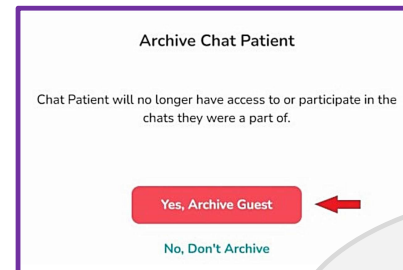 Archive Chat Patient
Chat Patient will no longer have access to or participate in the
chats they were a part of.
Yes, Archive Guest
No, Don't Archive